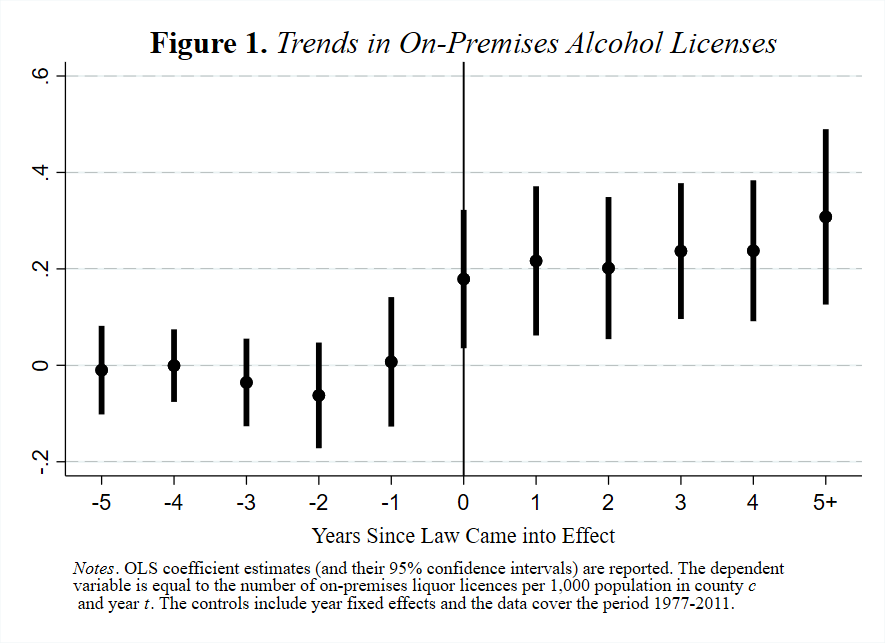 Figure 1. Trends in On-Premises Alcohol Licenses
.6
.4
.2
0
-.2
-5 -4 -3 -2 -1 0 1 2 3 4 5+
Years Since Law Came into Effect
Notes. OLS coefficient estimates (and their 95% confidence intervals) are reported. The dependent
variable is equal to the number of on-premises liquor licences per 1,000 population in county c
and year t. The controls include year fixed effects and the data cover the period 1977-2011.